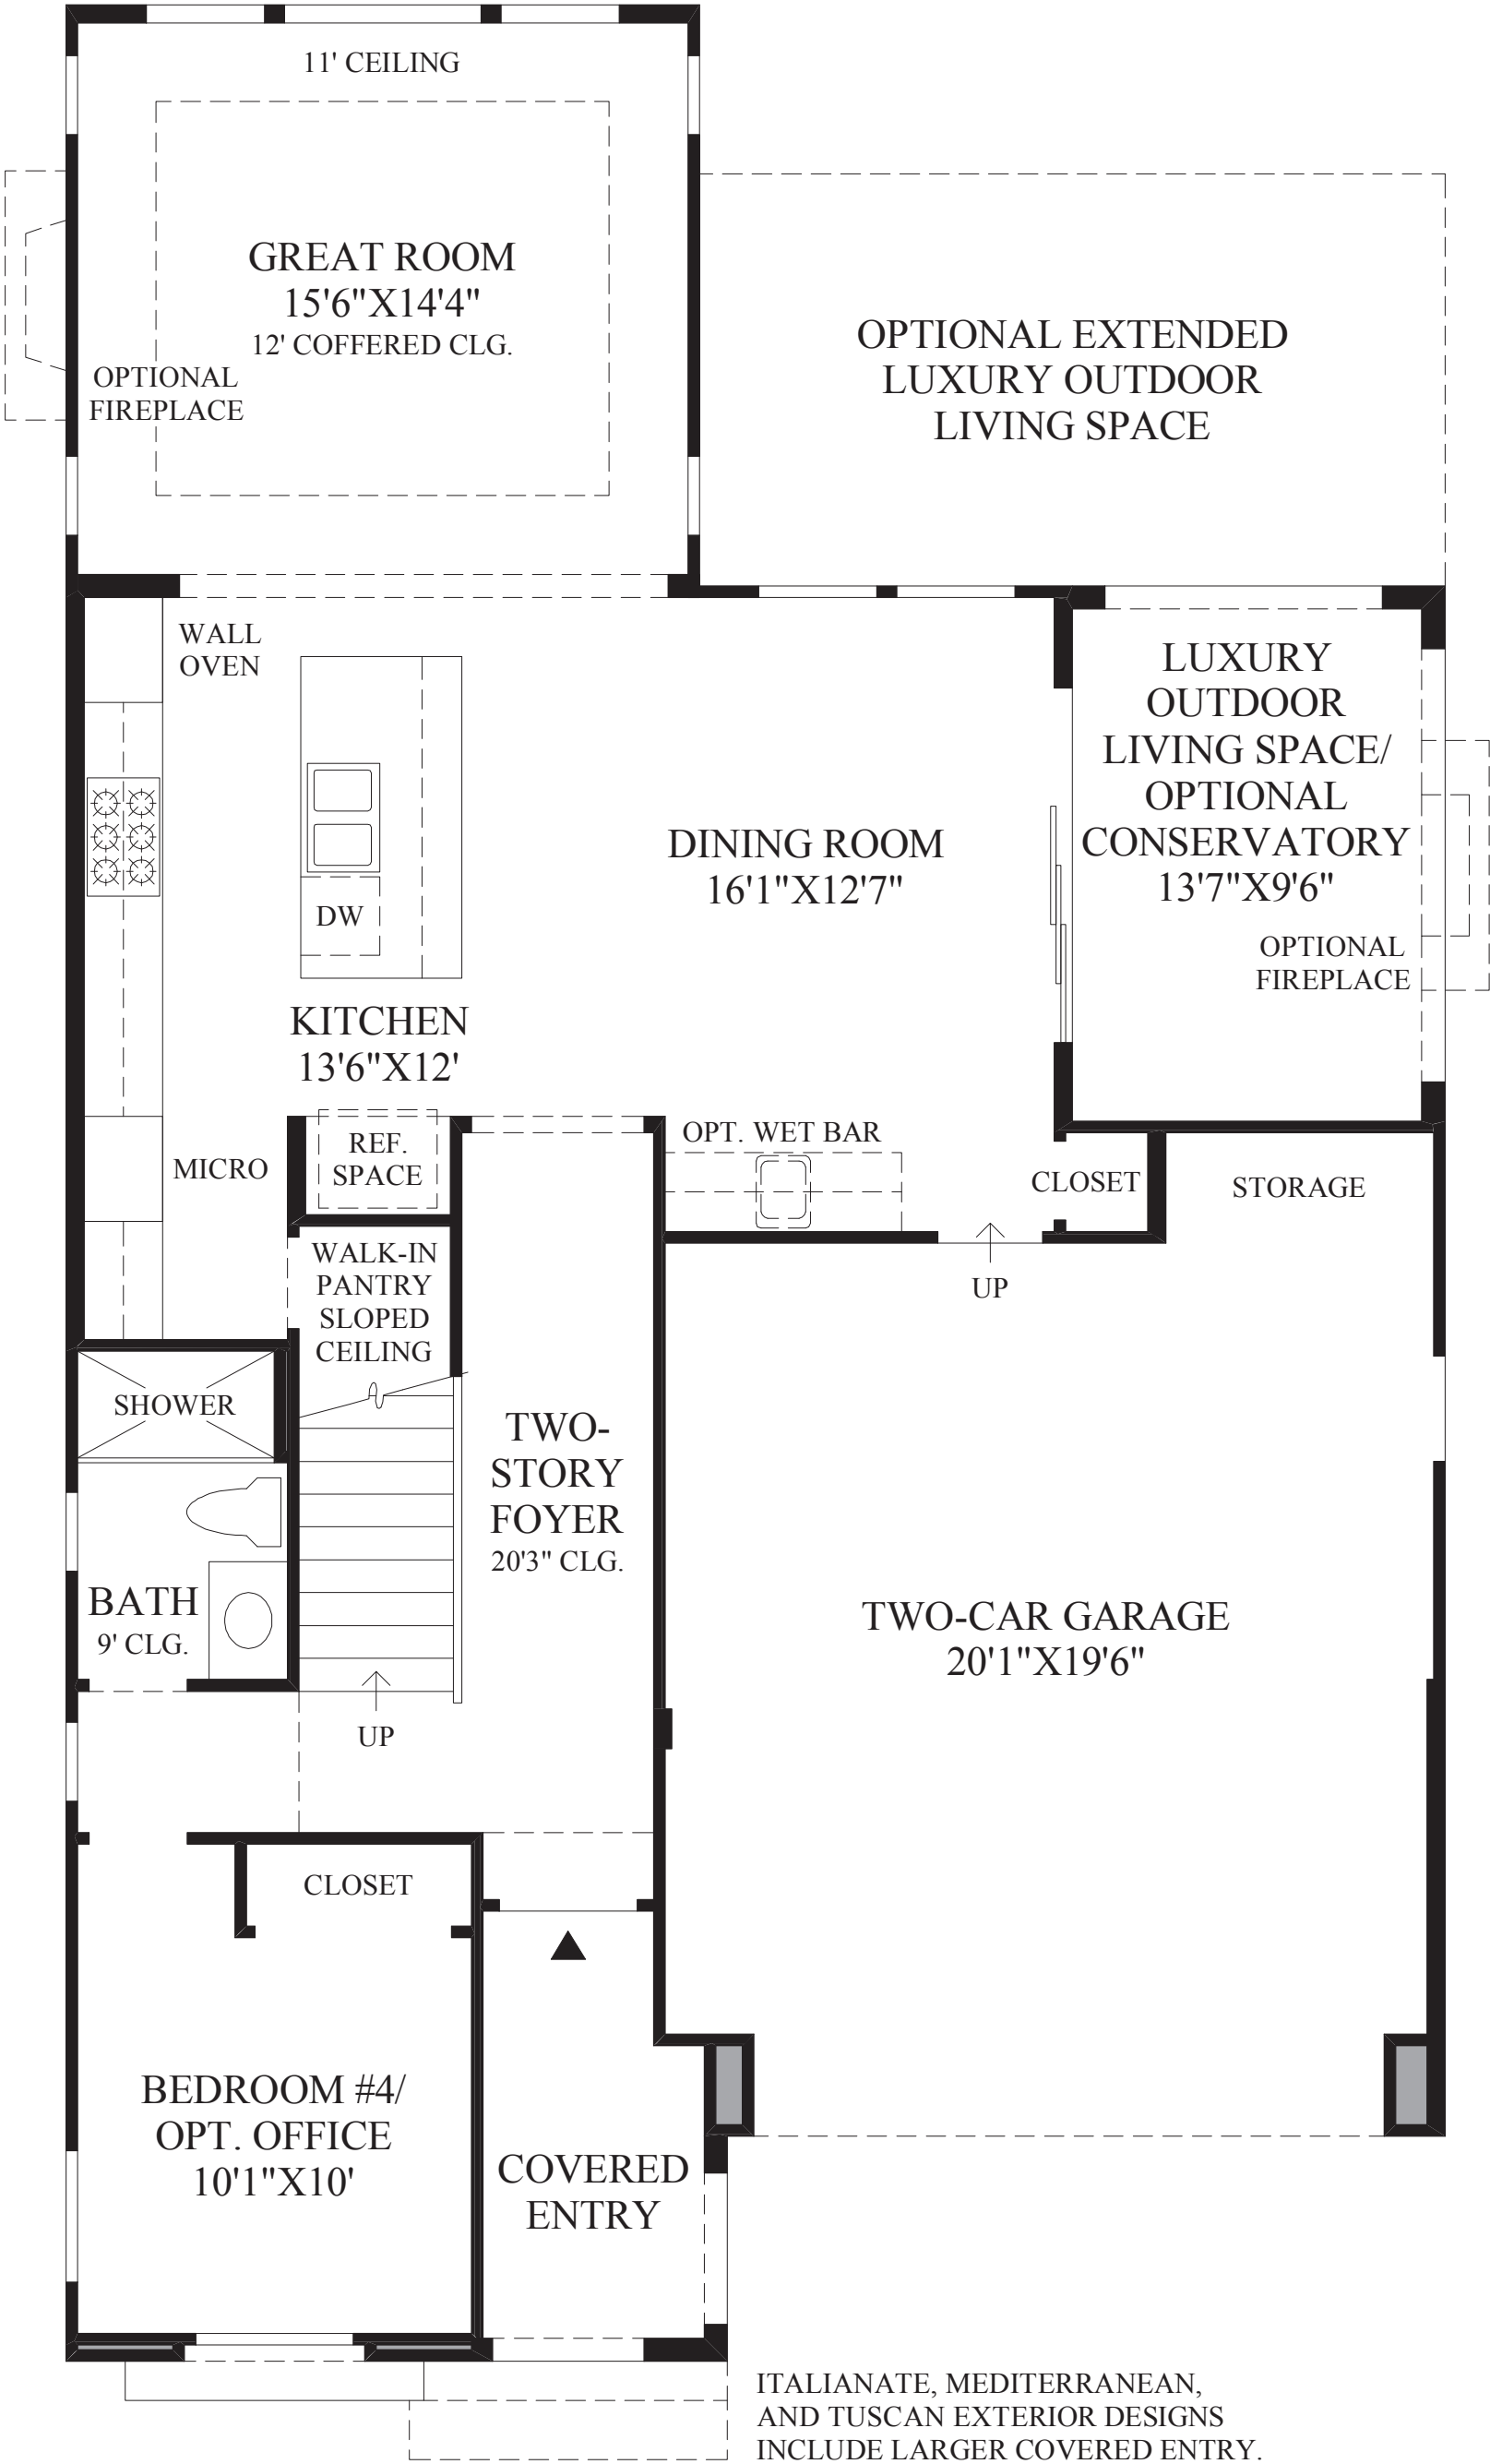 11' CEILING
GREAT ROOM
15'6"X14'4"
12' COFFERED CLG.
OPTIONAL
FIREPLACE
OPTIONAL EXTENDED
LUXURY OUTDOOR
LIVING SPACE
WALL
OVEN
LUXURY
OUTDOOR
LIVING SPACE/
OPTIONAL
CONSERVATORY
13'7"X9'6"
OPTIONAL
FIREPLACE
DINING ROOM
16'1"X12'7"
DW
KITCHEN
13'6"X12'
REF.
SPACE
MICRO
OPT. WET BAR
CLOSET
STORAGE
WALK-IN
PANTRY
SLOPED
CEILING
UP
SHOWER
TWO-
STORY
FOYER
20'3" CLG.
BATH
9' CLG.
TWO-CAR GARAGE
20'1"X19'6"
UP
CLOSET
BEDROOM #4/
OPT. OFFICE
10'1"X10'
COVERED
ENTRY
ITALIANATE, MEDITERRANEAN,
AND TUSCAN EXTERIOR DESIGNS
INCLUDE LARGER COVERED ENTRY.